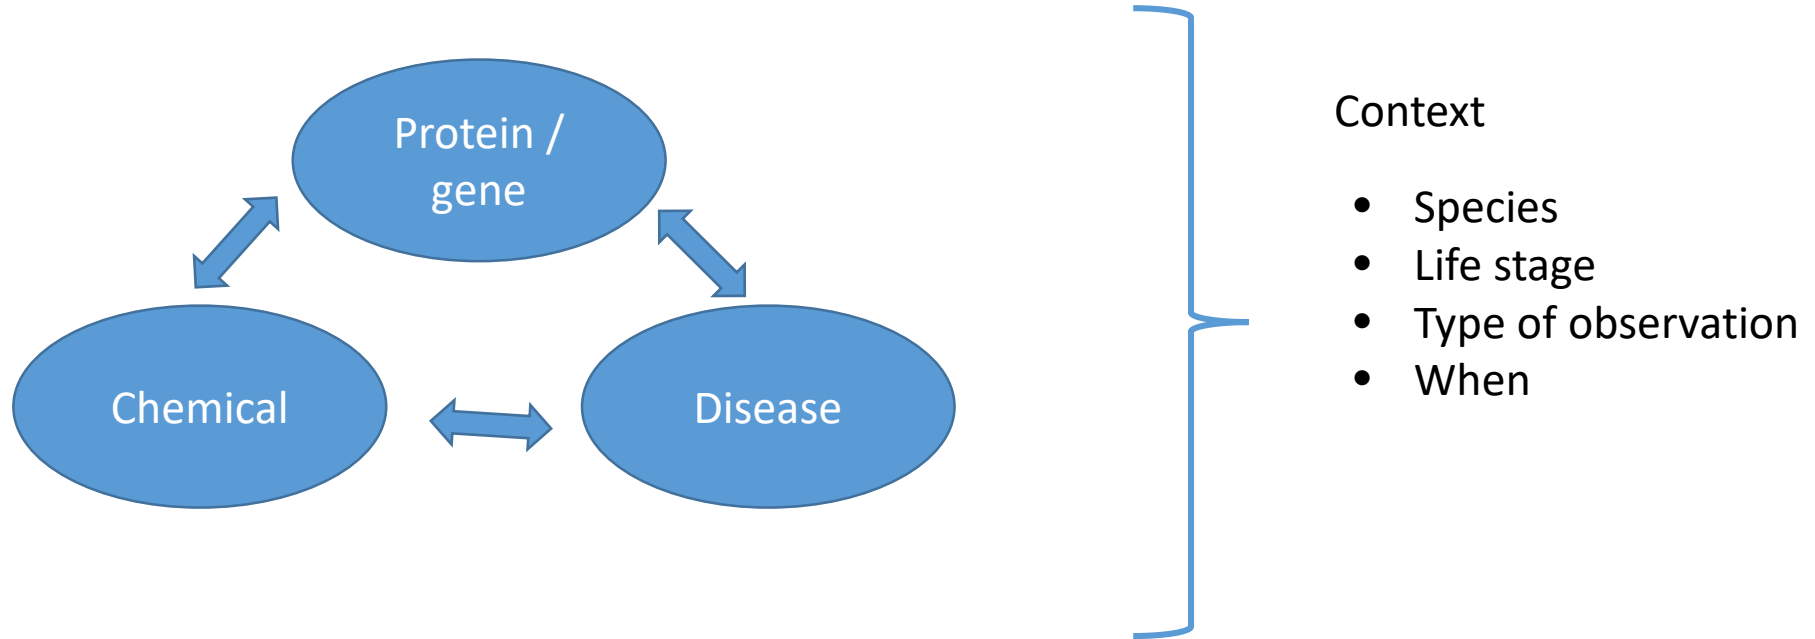 Protein /
gene
Chemical
Disease
Context
• Species
• Life stage
• Type of observation
• When